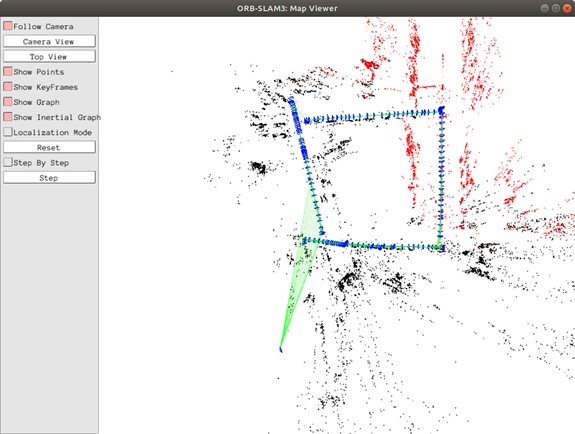 ORB-SLAM3: Map Viewer
Follow Camera
Camera View
Top View
Show Points
Show KeyFrames
Show Graph
Show Inertial Graph
Localization Mode
Reset
Step By Step
Step